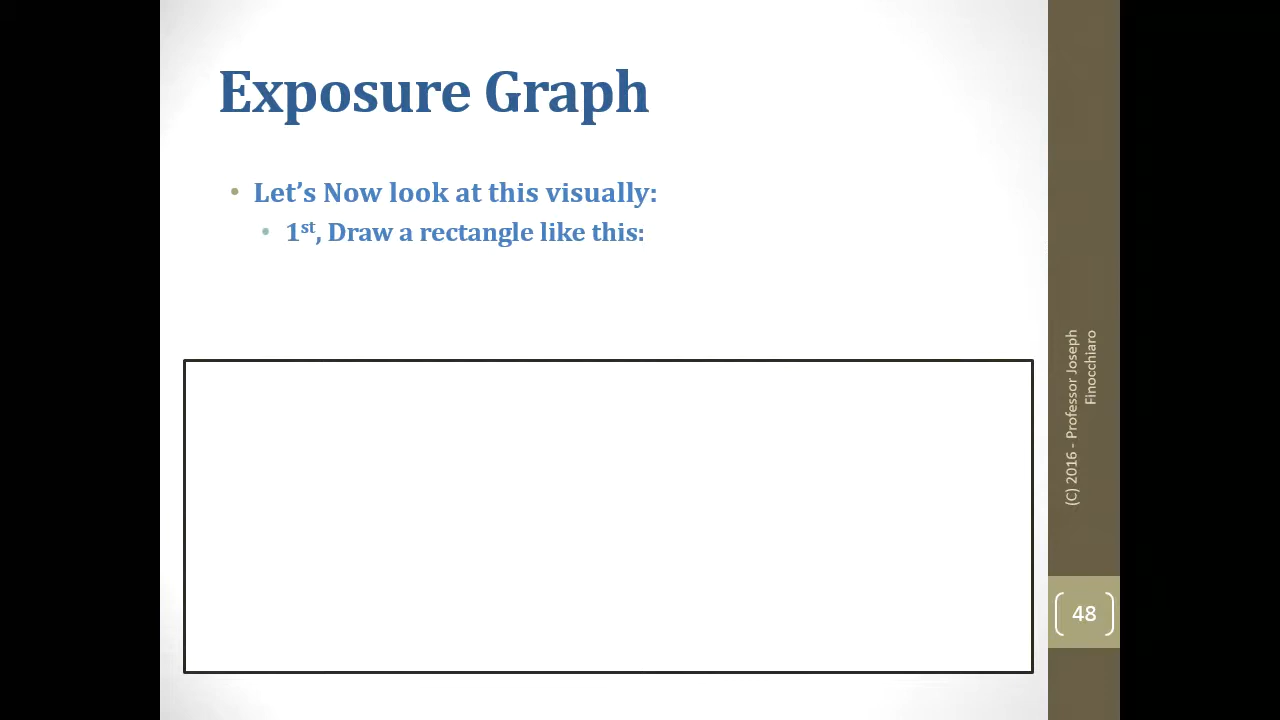 Exposure Graph
Let's Now look at this visually:
1st, Draw a rectangle like this:
(C) 2016 - Professor Joseph
Finocchiaro
48